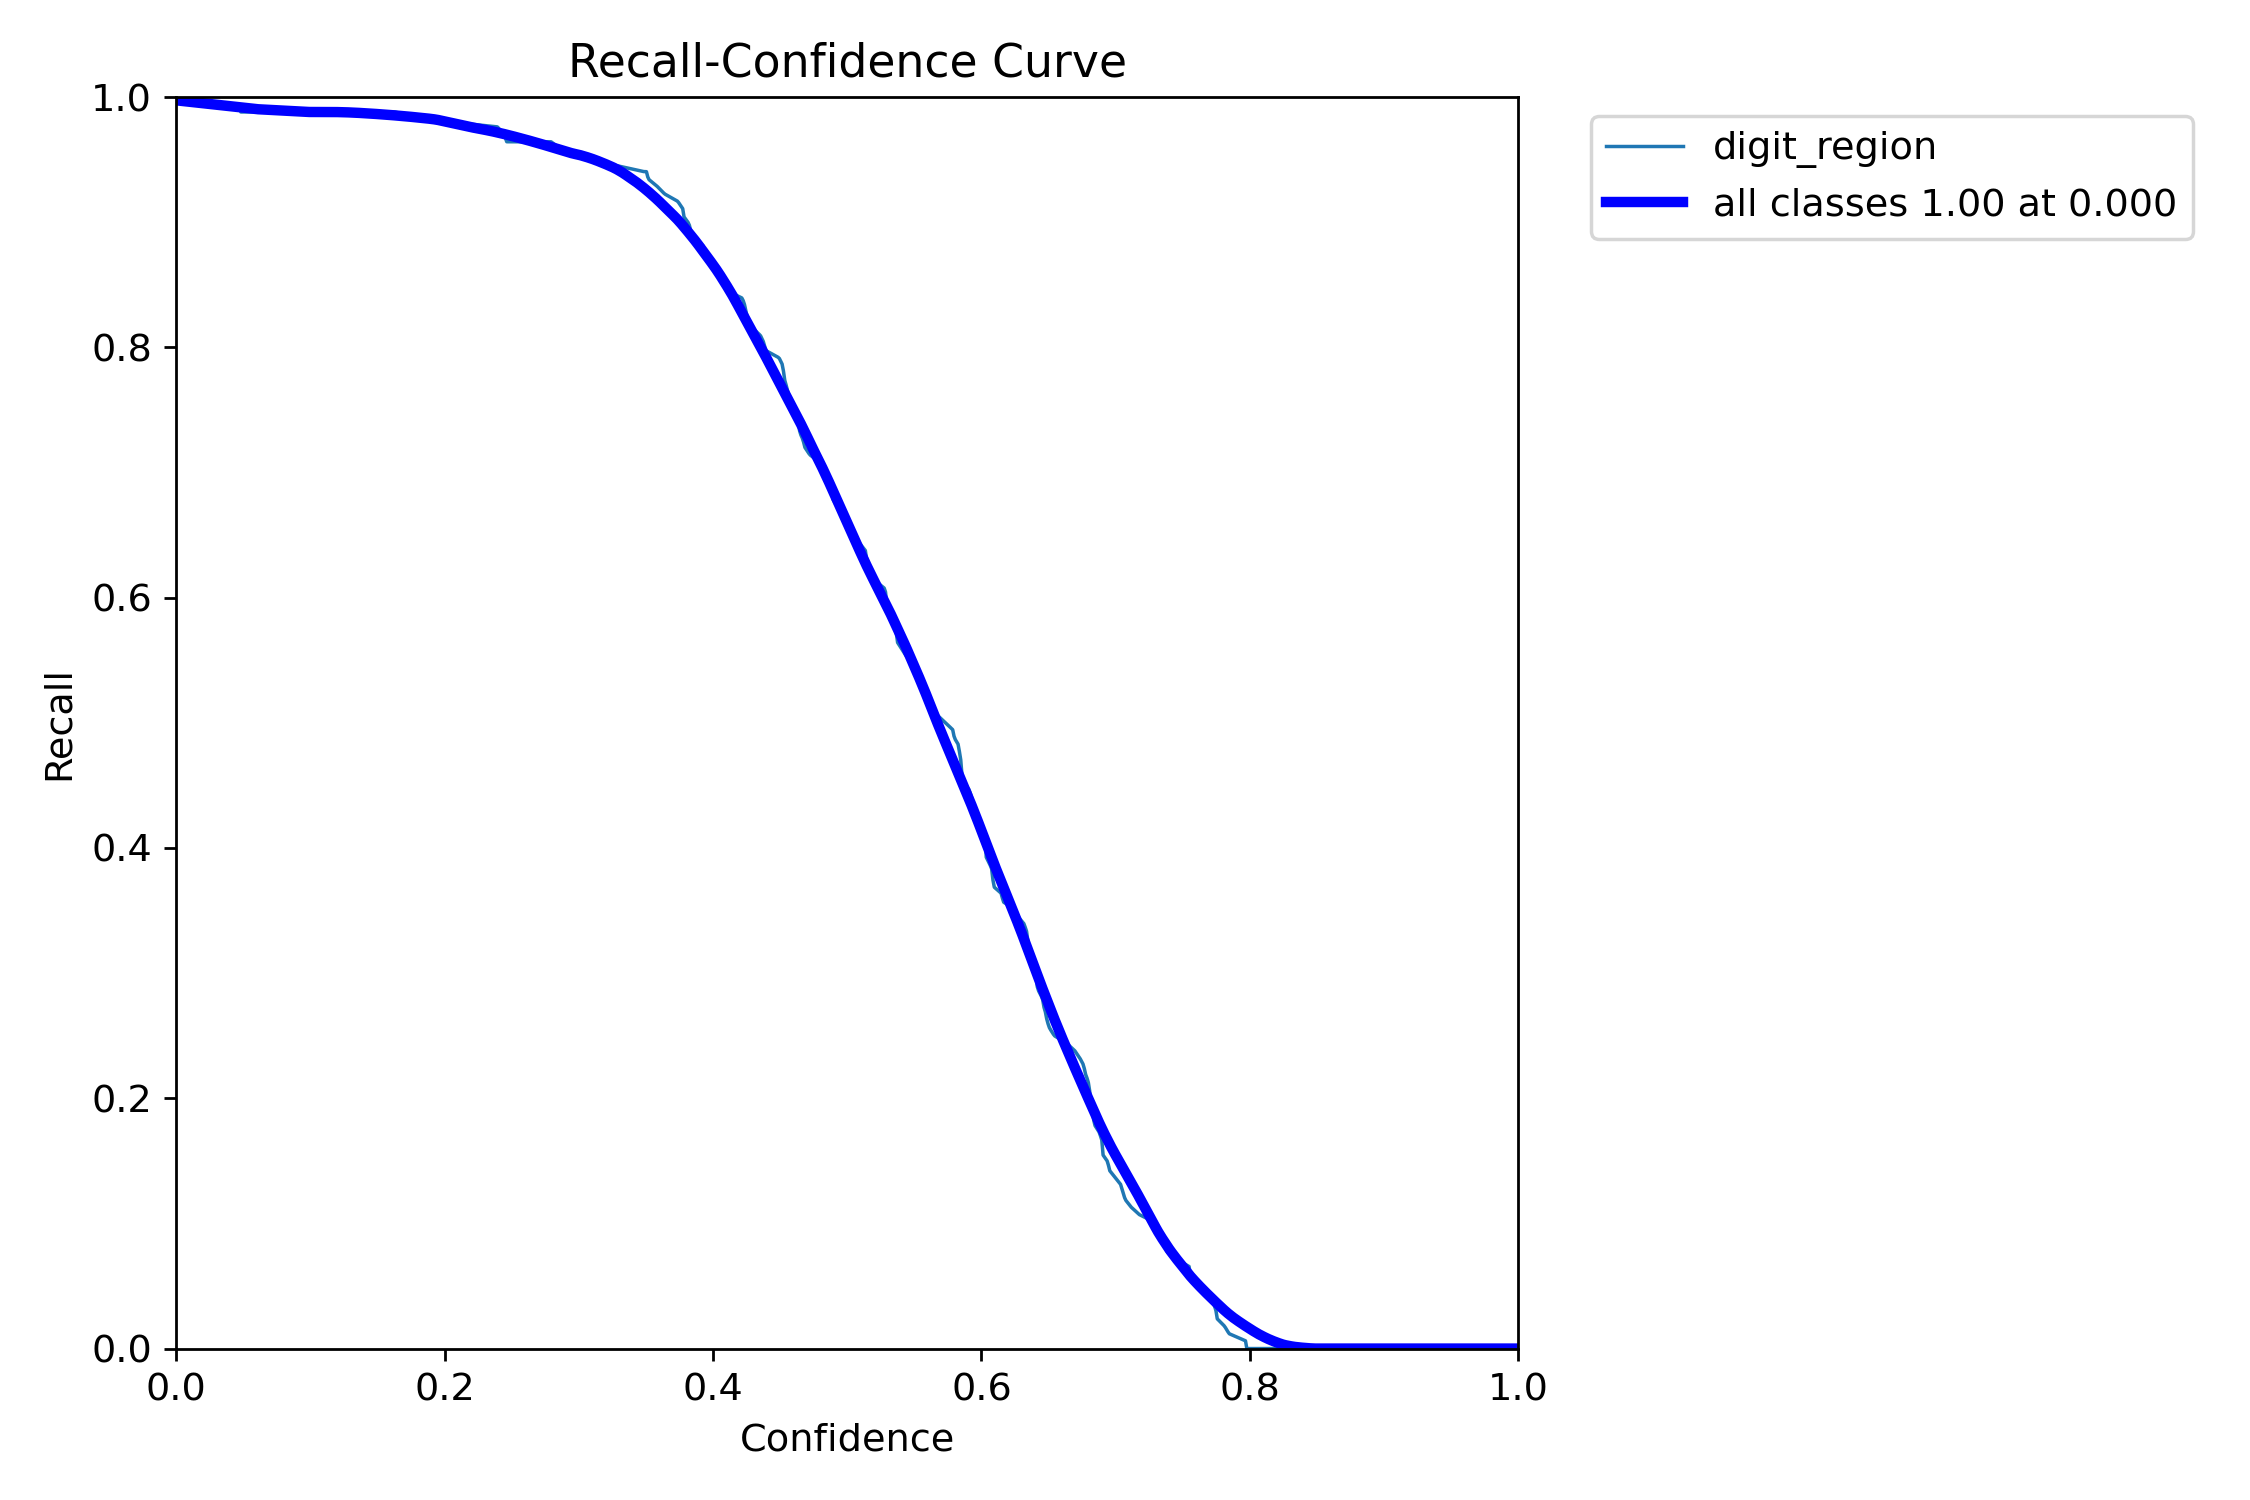 Recall-Confidence Curve
1.0
0.8
0.6
0.4
0.2
0.0
Recall
0.0 0.2 0.4 0.6 0.8 1.0
Confidence
digit_region
all classes 1.00 at 0.000